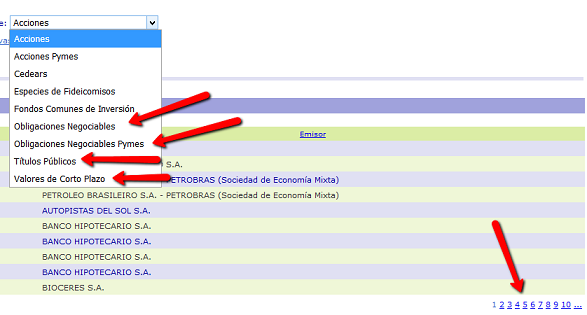 e: Acciones
Acciones
Acciones Pymes
Cedears
Especies de Fideicomisos
Fondos Comunes de Inversión
Obligaciones Negociables
Obligaciones Negociables Pymes
Títulos Públicos
Valores de Corto Plazo
Emisor
S.A.
PETROBRAS (Sociedad de Economía Mixta)
PETROLEO BRASILEIRO S.A. - PETROBRAS (Sociedad de Economía Mixta)
AUTOPISTAS DEL SOL S.A.
BANCO HIPOTECARIO S.A.
BANCO HIPOTECARIO S.A.
BANCO HIPOTECARIO S.A.
BANCO HIPOTECARIO S.A.
BIOCERES S.A.
1 2 3 4 5 6 7 8 9 10 ...